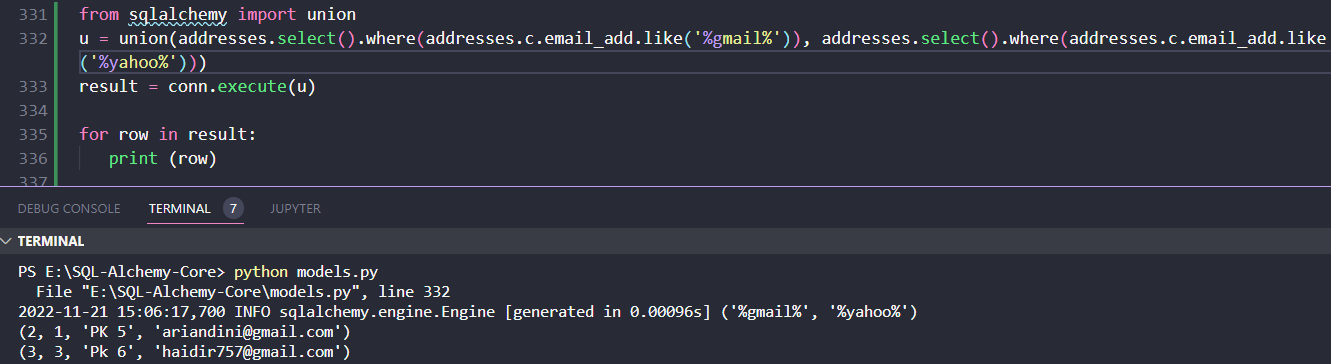 331 from sqlalchemy import union
332 u = union(addresses.select().where(addresses.c.email_add.like('%gmail%')), addresses.select().where(addresses.c.email_add.like
('%yahoo%')))
333 result = conn.execute(u)
334
335 for row in result:
336 print (row)
337
DEBUG CONSOLE TERMINAL 7 JUPYTER
TERMINAL
PS E:\SQL-Alchemy-Core> python models.py
File "E:\SQL-Alchemy-Core\models.py", line 332
2022-11-21 15:06:17,700 INFO sqlalchemy.engine.Engine [generated in 0.00096s] ('%gmail%', '%yahoo%')
(2, 1, 'PK 5', 'ariandini@gmail.com')
(3, 3, 'Pk 6', 'haidir757@gmail.com')